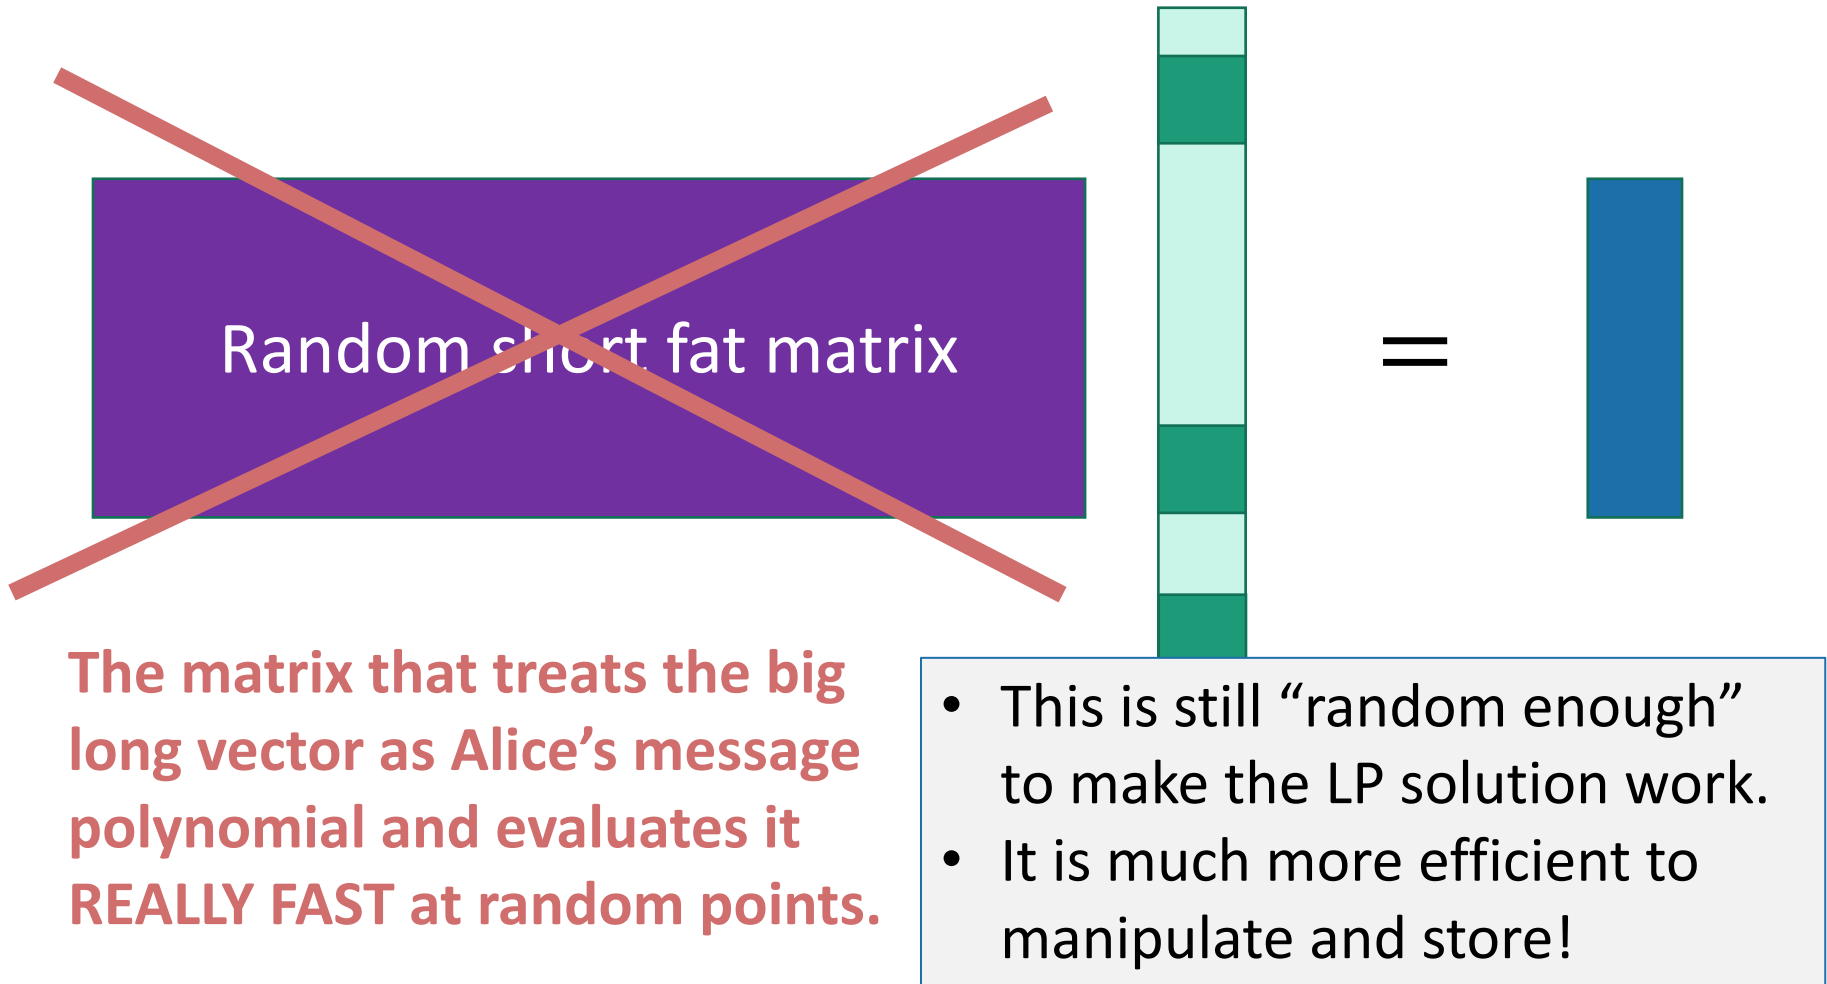 Random short fat matrix
=
The matrix that treats the big
long vector as Alice’s message
polynomial and evaluates it
REALLY FAST at random points.
• This is still “random enough”
to make the LP solution work.
• It is much more efficient to
manipulate and store!